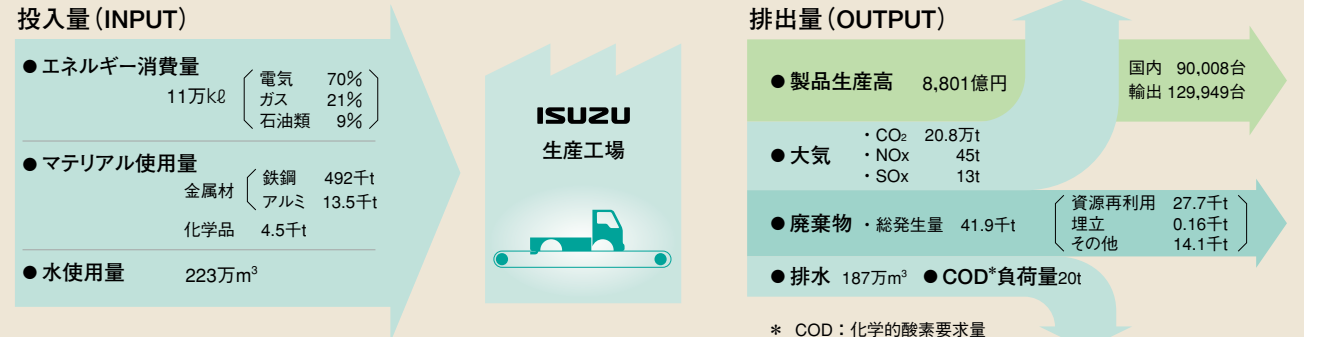 投入量（INPUT）
●エネルギー消費量
11万kℓ
電気 70%
ガス 21%
石油類 9%
●マテリアル使用量
金属材
鉄鋼 492千t
アルミ 13.5千t
化学品 4.5千t
●水使用量 223万m³
ISUZU
生産工場
排出量（OUTPUT）
●製品生産高 8,801億円
国内 90,008台
輸出 129,949台
●大気
・CO₂ 20.8万t
・NOx 45t
・SOx 13t
●廃棄物 ・総発生量 41.9千t
資源再利用 27.7千t
埋立 0.16千t
その他 14.1千t
●排水 187万m³ ●COD*負荷量20t
* COD：化学的酸素要求量